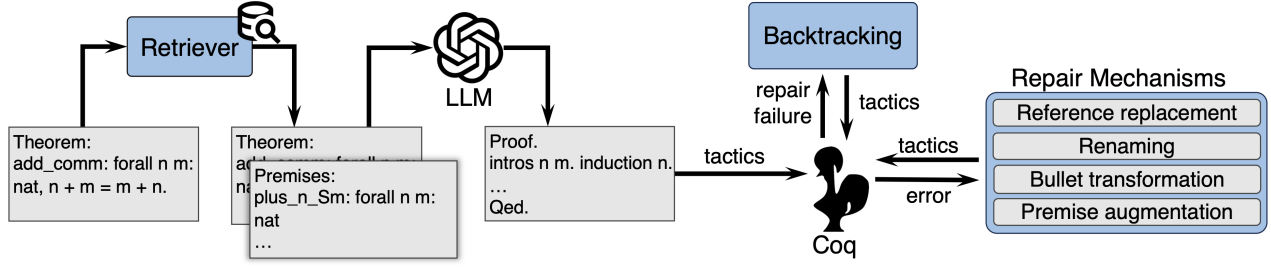 Retriever
LLM
Backtracking
repair
failure
tactics
Repair Mechanisms
Reference replacement
Renaming
Bullet transformation
Premise augmentation
Theorem:
add_comm: forall n m:
nat, n + m = m + n.
Theorem:
Premises:
plus_n_Sm: forall n m:
nat
…
Proof.
intros n m. induction n.
…
Qed.
tactics
tactics
error
Coq